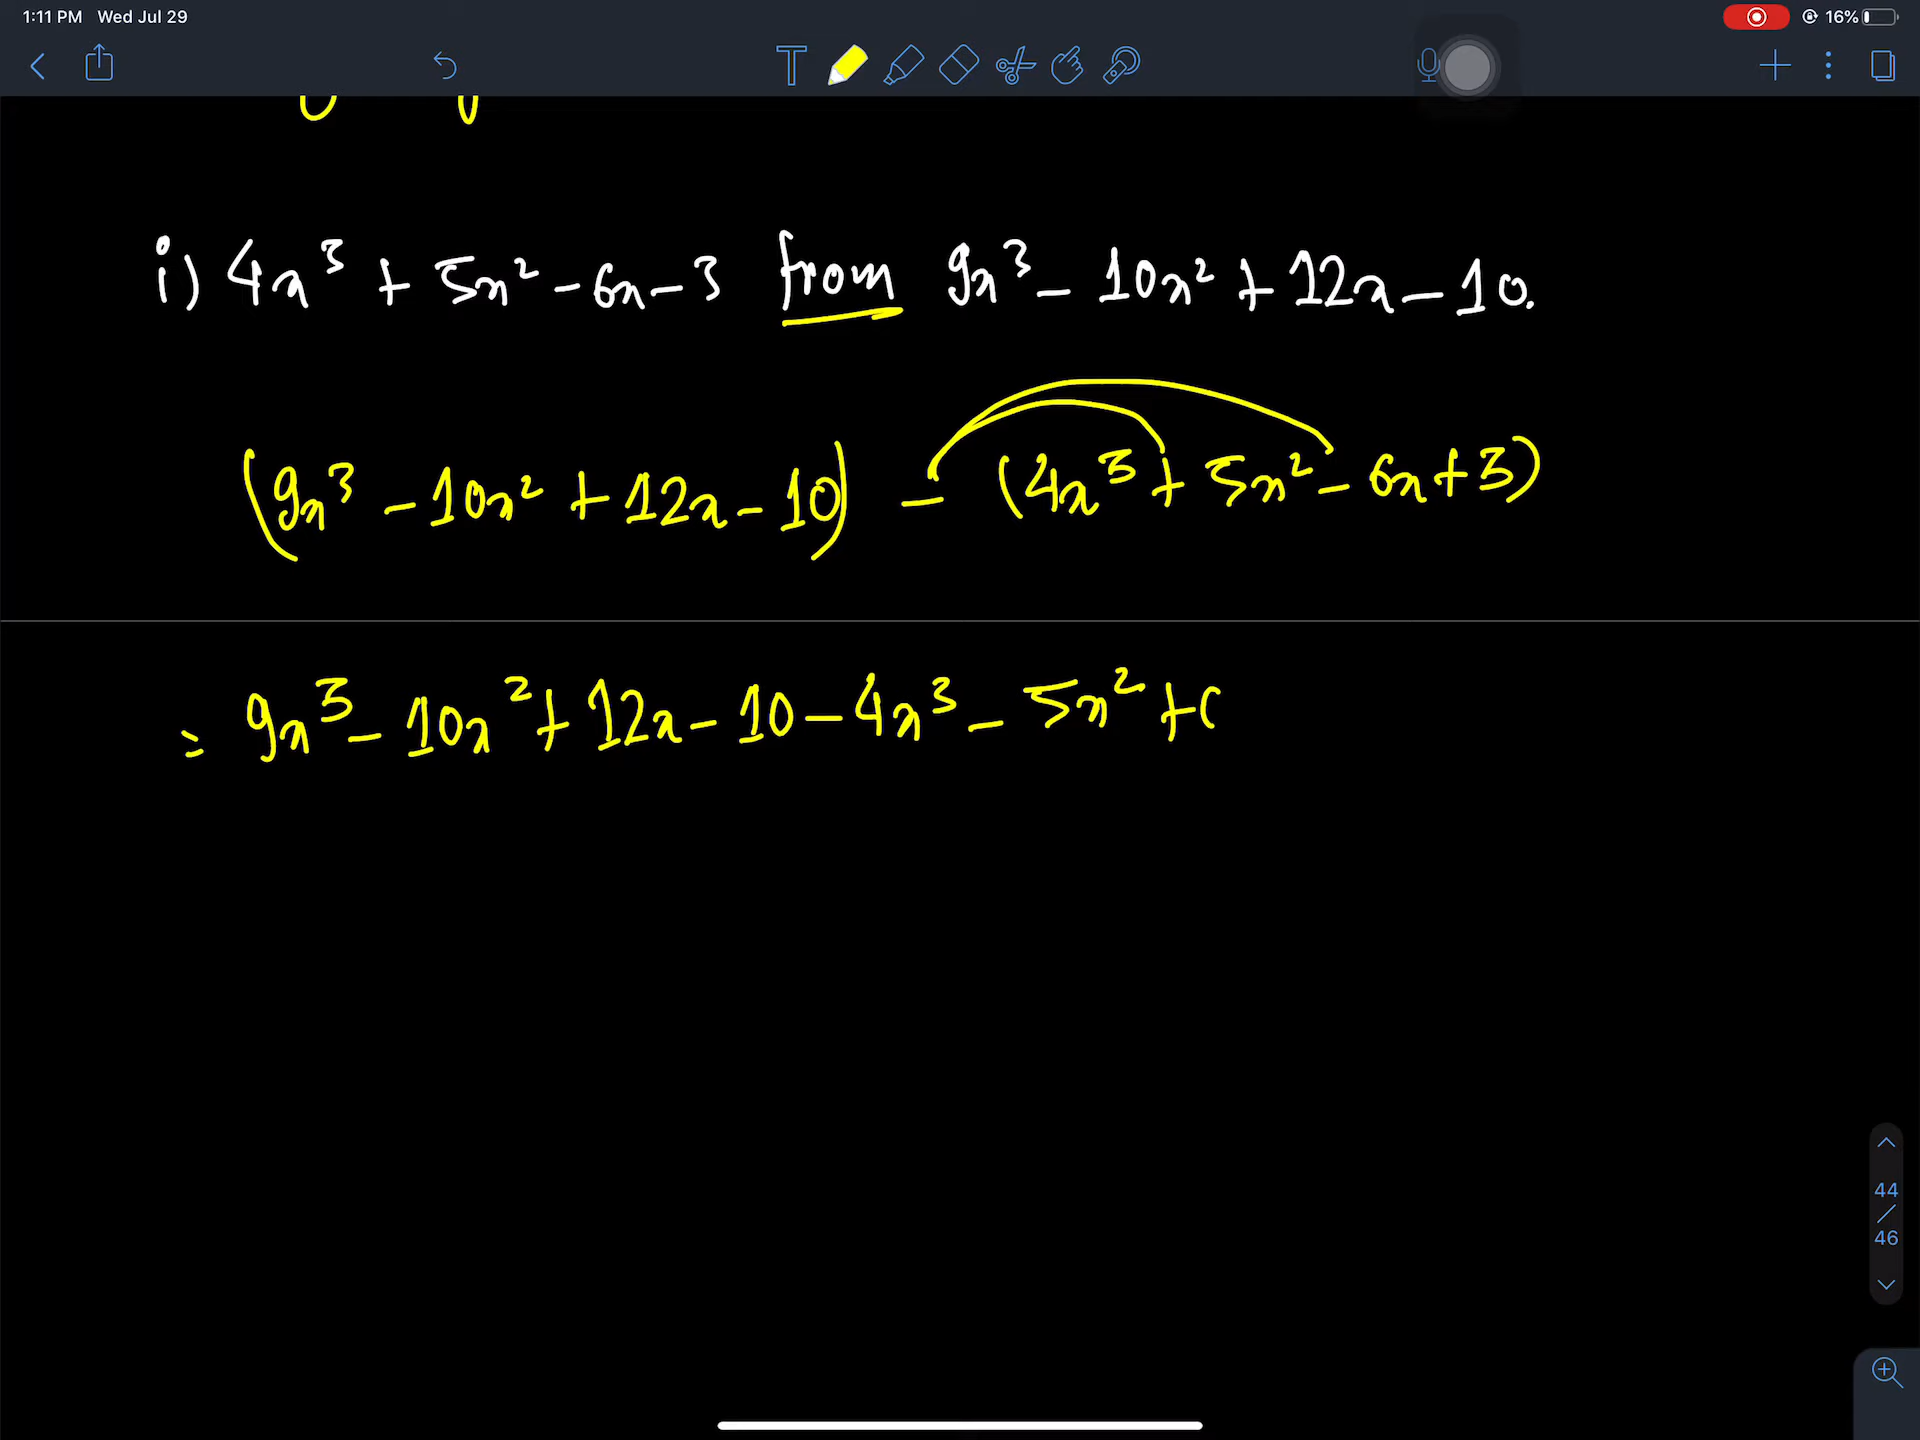 1:11 PM Wed Jul 29 16%
i) 4x³ + 5x² - 6x - 3 from 9x³ - 10x² + 12x - 10.
(9x³ - 10x² + 12x - 10) - (4x³ + 5x² - 6x + 3)
= 9x³ - 10x² + 12x - 10 - 4x³ - 5x² + (
44
/
46